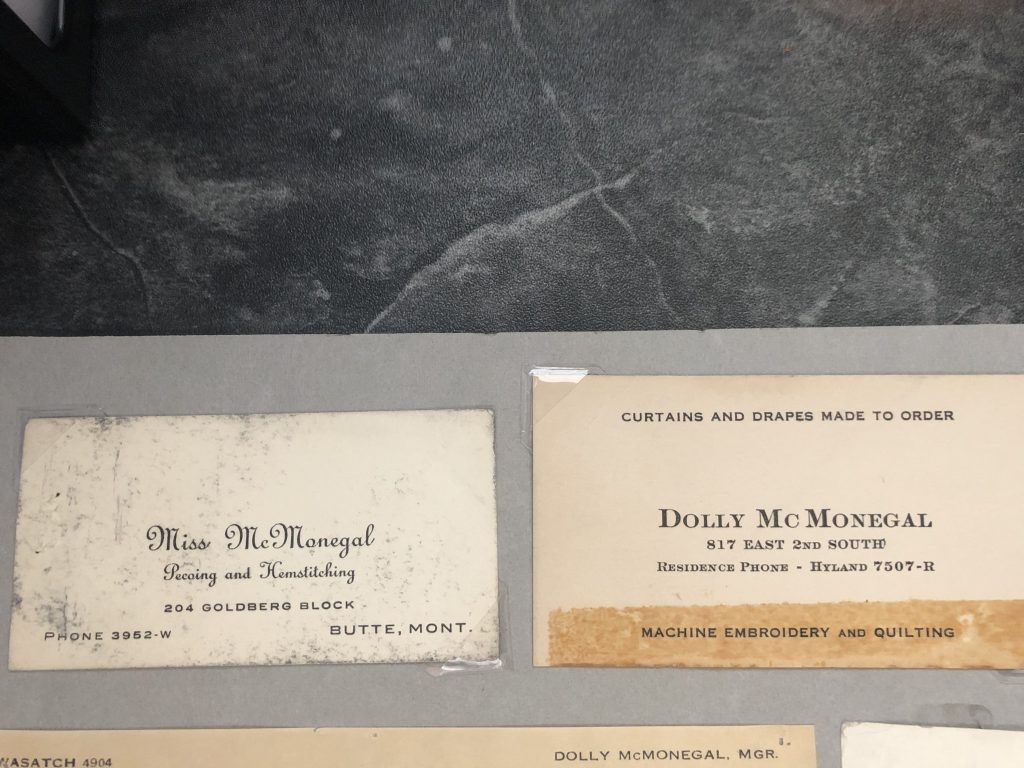 Miss McMonegal
Pecoing and Hemstitching
204 GOLDBERG BLOCK
PHONE 3952-W
BUTTE, MONT.
CURTAINS AND DRAPES MADE TO ORDER
DOLLY MCMONEGAL
817 EAST 2ND SOUTH
RESIDENCE PHONE - HYLAND 7507-R
MACHINE EMBROIDERY AND QUILTING
WASATCH 4904
DOLLY MCMONEGAL, MGR.